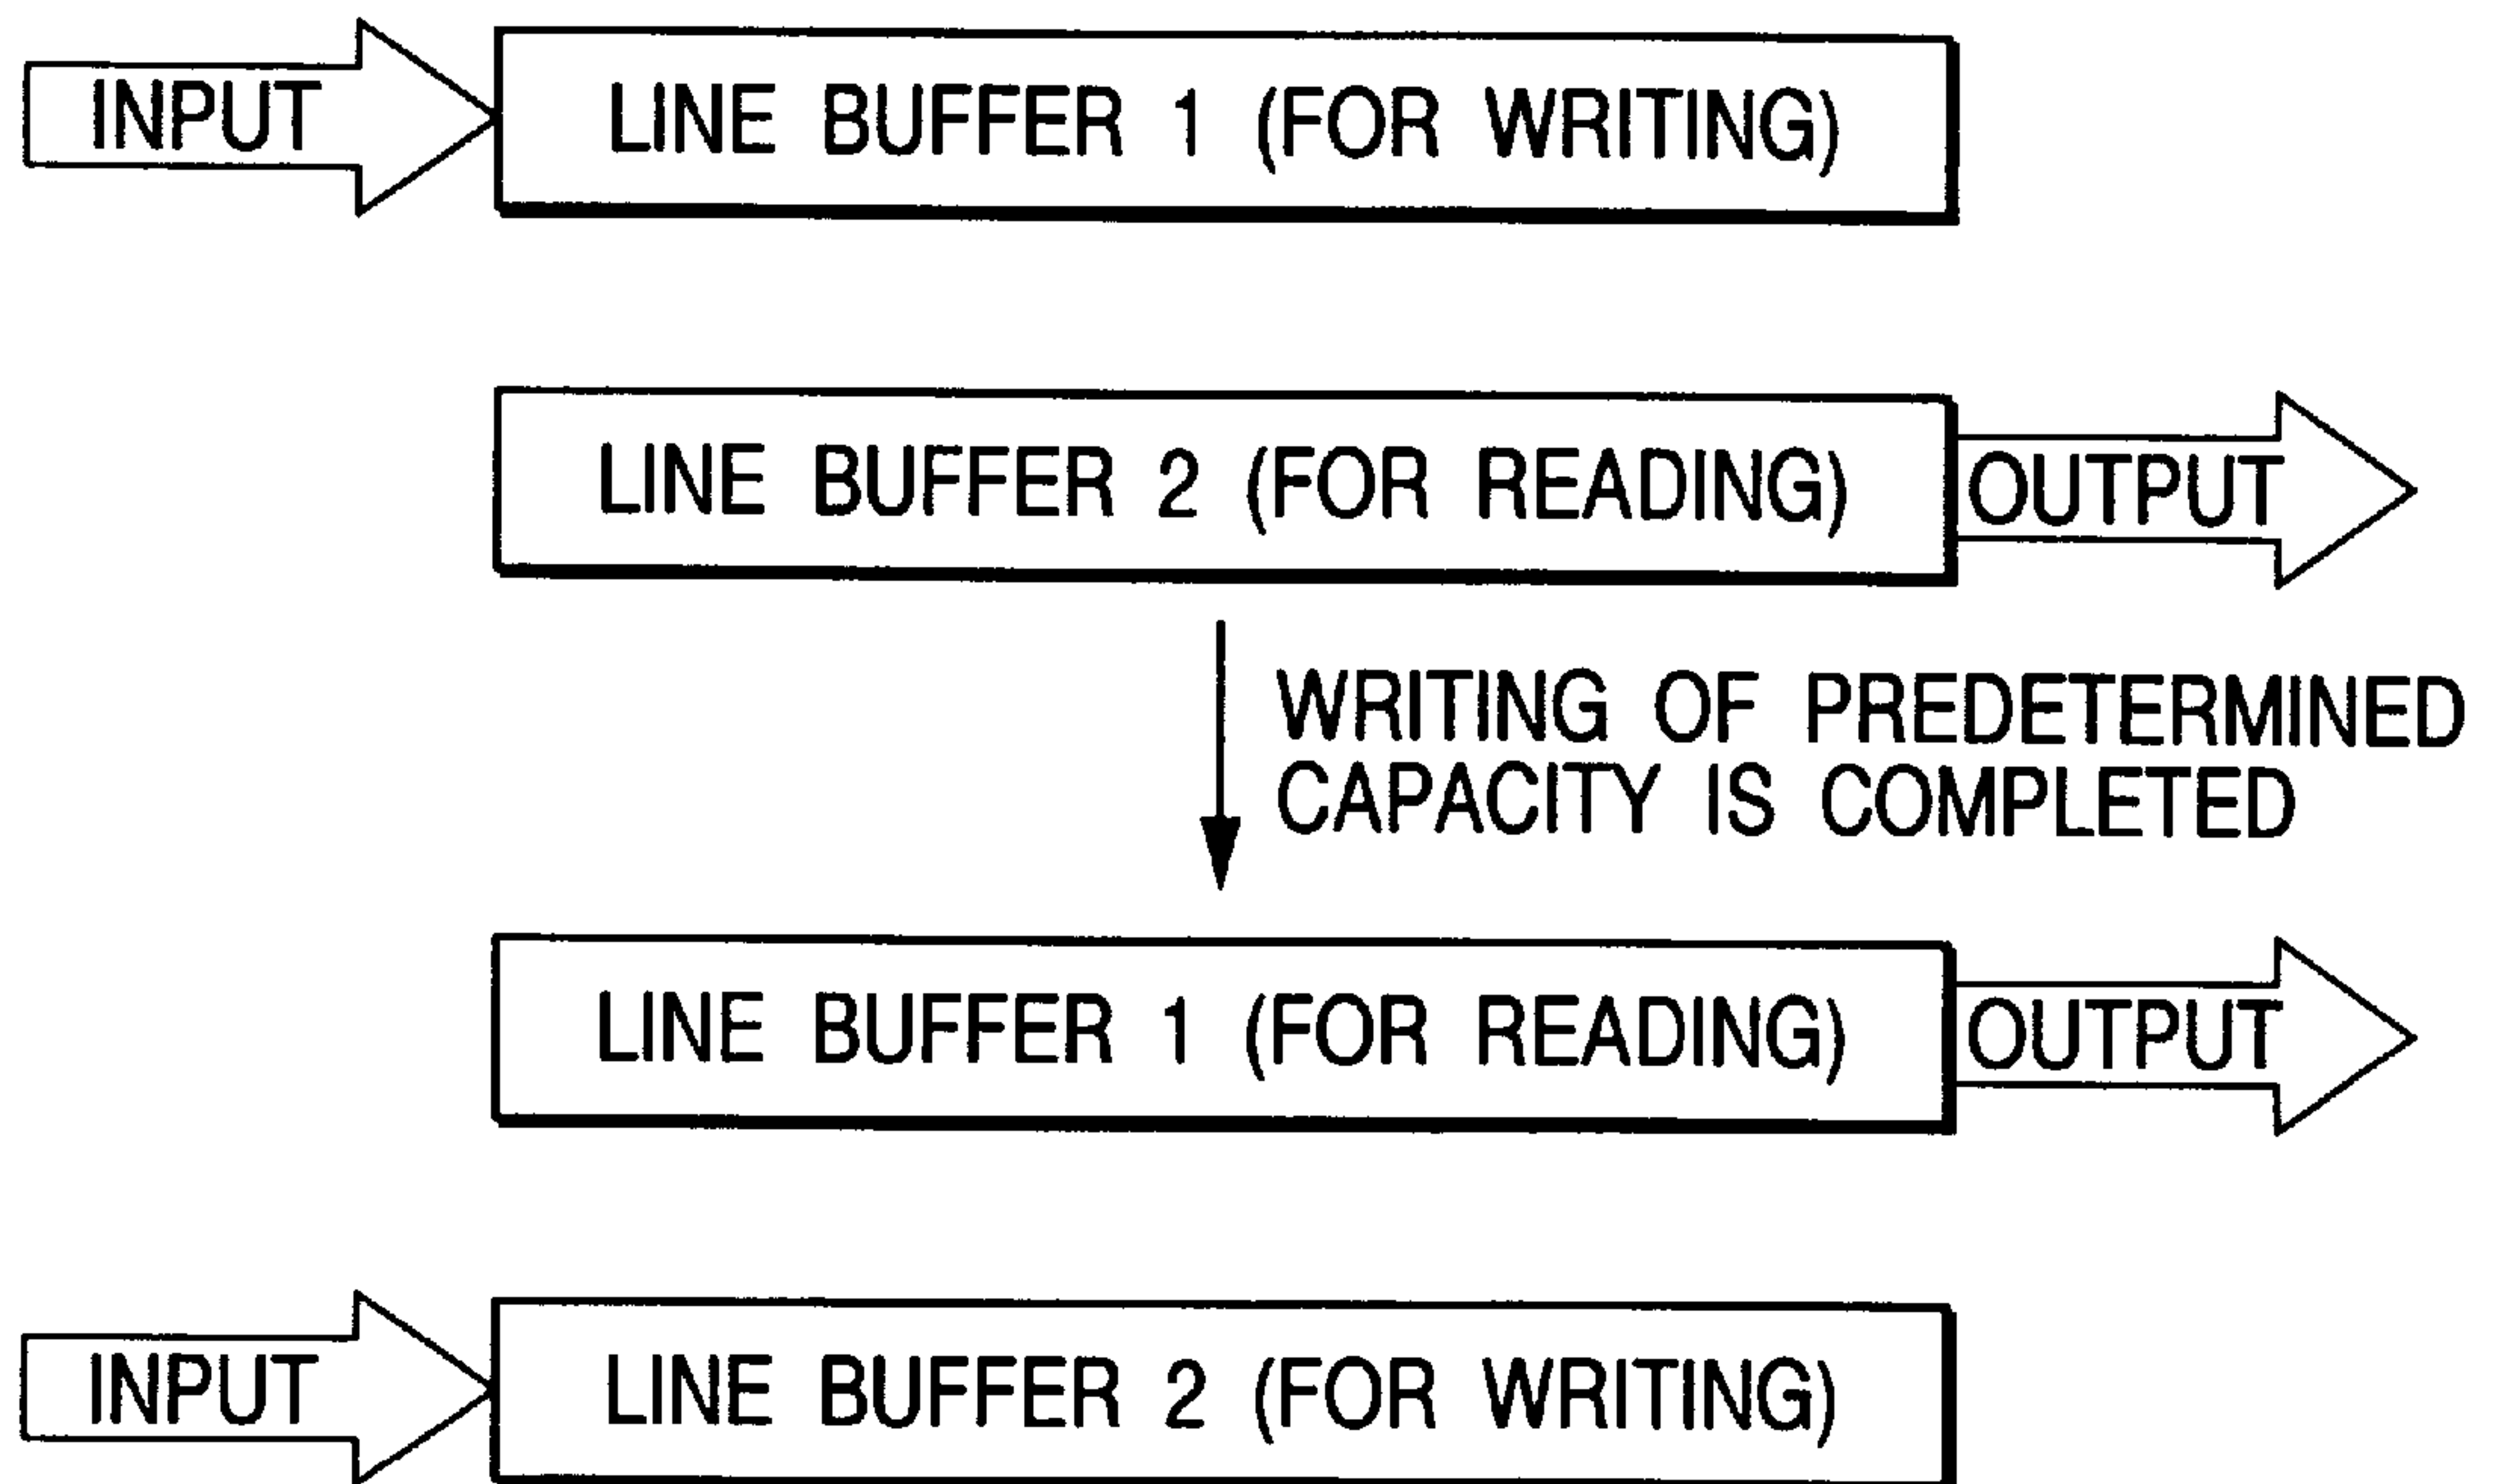 INPUT
LINE BUFFER 1 (FOR WRITING)
LINE BUFFER 2 (FOR READING)
OUTPUT
WRITING OF PREDETERMINED
CAPACITY IS COMPLETED
LINE BUFFER 1 (FOR READING)
OUTPUT
INPUT
LINE BUFFER 2 (FOR WRITING)